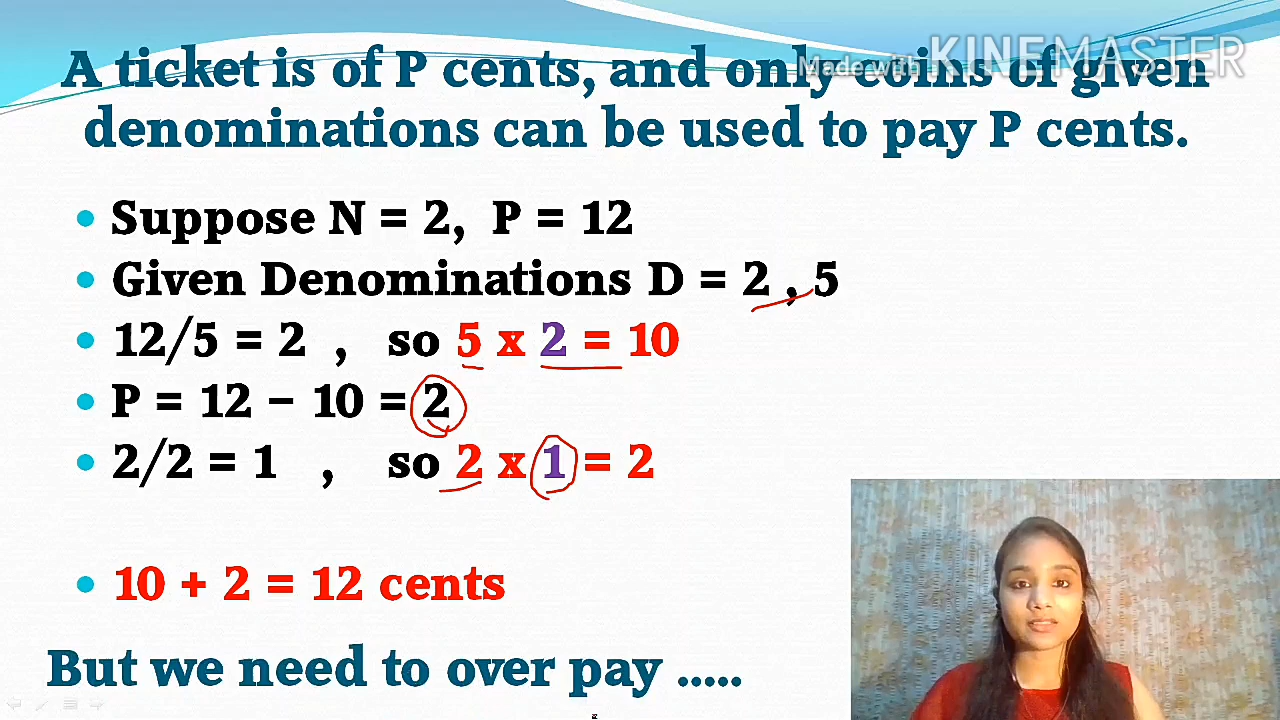 A ticket is of P cents, and only coins of given
Made with KINEMASTER
denominations can be used to pay P cents.
• Suppose N = 2, P = 12
• Given Denominations D = 2 , 5
• 12/5 = 2 , so 5 x 2 = 10
• P = 12 – 10 = 2
• 2/2 = 1 , so 2 x 1 = 2
• 10 + 2 = 12 cents
But we need to over pay .....